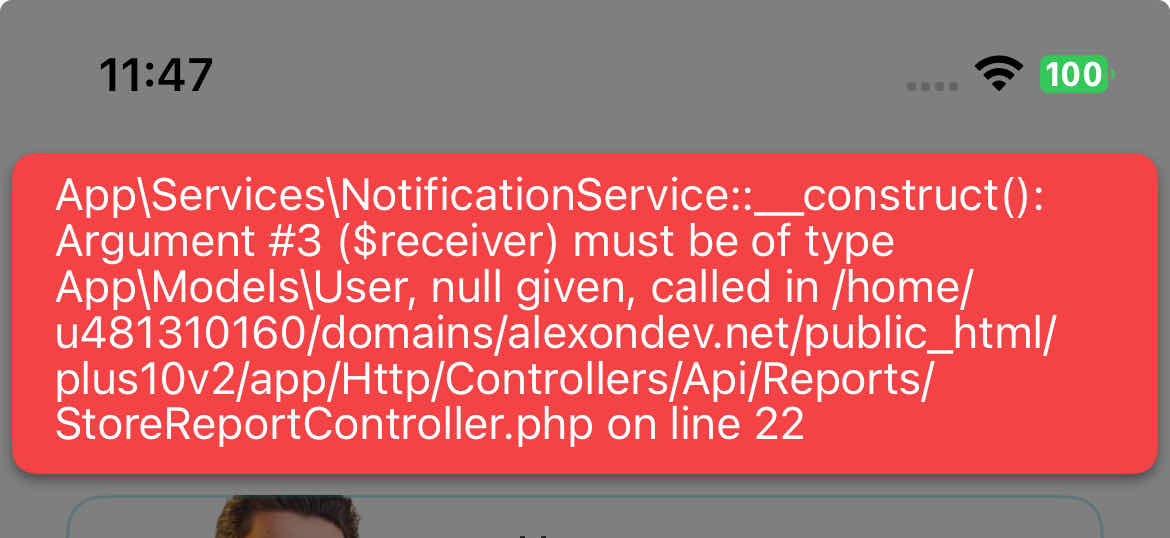 11:47
100
App\Services\NotificationService::__construct():
Argument #3 ($receiver) must be of type
App\Models\User, null given, called in /home/
u481310160/domains/alexondev.net/public_html/
plus10v2/app/Http/Controllers/Api/Reports/
StoreReportController.php on line 22